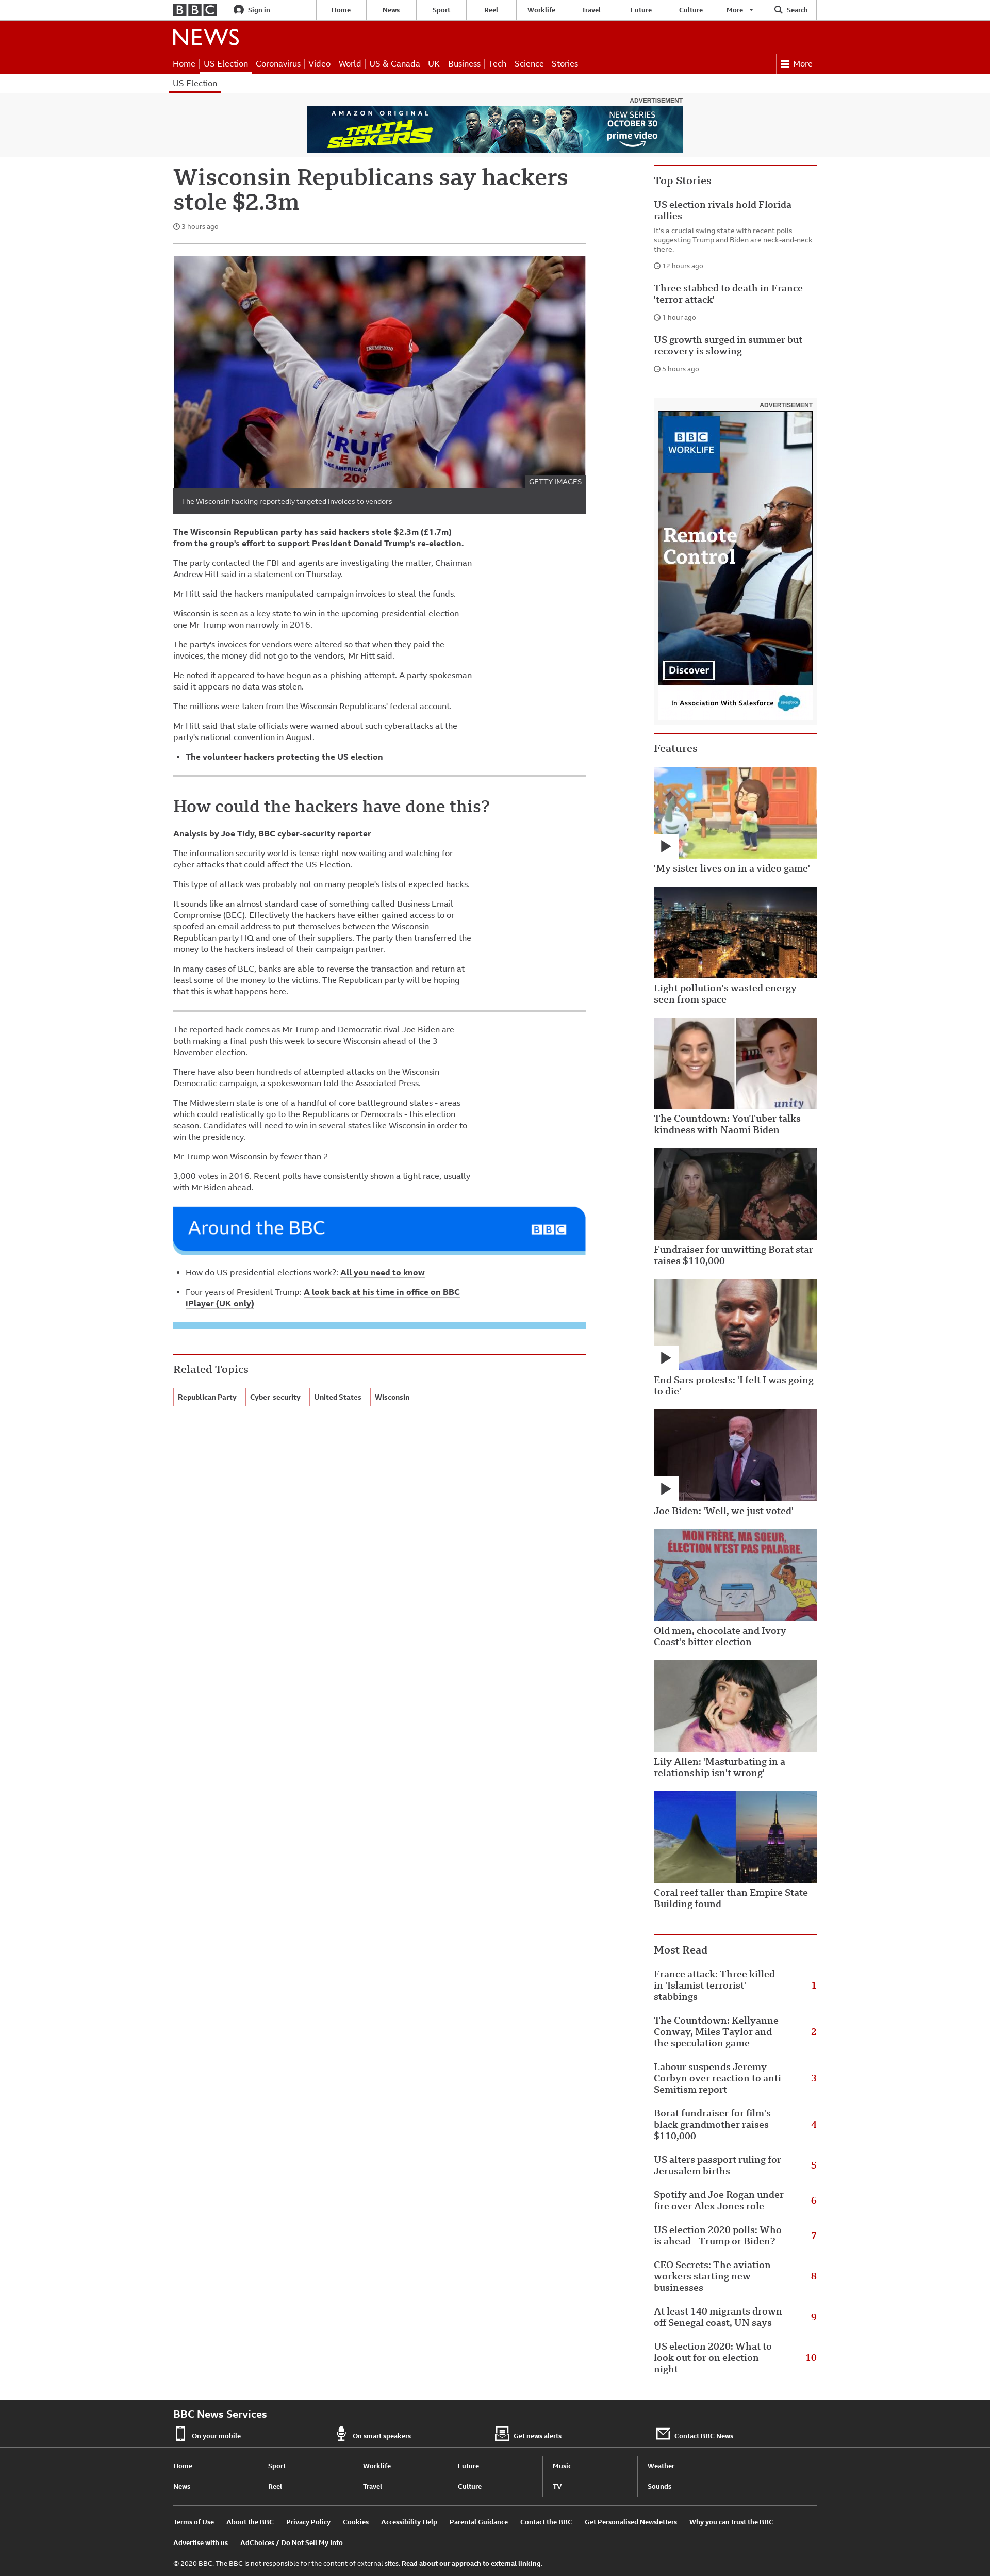 BBC
Sign in
Home
News
Sport
Reel
Worklife
Travel
Future
Culture
More
Search
NEWS
Home
US Election
Coronavirus
Video
World
US & Canada
UK
Business
Tech
Science
Stories
More
US Election
ADVERTISEMENT
AMAZON ORIGINAL
TRUTH
SEEKERS
NEW SERIES
OCTOBER 30
prime video
Wisconsin Republicans say hackers
stole $2.3m
3 hours ago
TRUMP
PENCE
GETTY IMAGES
The Wisconsin hacking reportedly targeted invoices to vendors
The Wisconsin Republican party has said hackers stole $2.3m (£1.7m)
from the group's effort to support President Donald Trump's re-election.
The party contacted the FBI and agents are investigating the matter, Chairman
Andrew Hitt said in a statement on Thursday.
Mr Hitt said the hackers manipulated campaign invoices to steal the funds.
Wisconsin is seen as a key state to win in the upcoming presidential election -
one Mr Trump won narrowly in 2016.
The party's invoices for vendors were altered so that when they paid the
invoices, the money did not go to the vendors, Mr Hitt said.
He noted it appeared to have begun as a phishing attempt. A party spokesman
said it appears no data was stolen.
The millions were taken from the Wisconsin Republicans' federal account.
Mr Hitt said that state officials were warned about such cyberattacks at the
party's national convention in August.
The volunteer hackers protecting the US election
How could the hackers have done this?
Analysis by Joe Tidy, BBC cyber-security reporter
The information security world is tense right now waiting and watching for
cyber attacks that could affect the US Election.
This type of attack was probably not on many people's lists of expected hacks.
It sounds like an almost standard case of something called Business Email
Compromise (BEC). Effectively the hackers have either gained access to or
spoofed an email address to put themselves between the Wisconsin
Republican party HQ and one of their suppliers. The party then transferred the
money to the hackers instead of their campaign partner.
In many cases of BEC, banks are able to reverse the transaction and return at
least some of the money to the victims. The Republican party will be hoping
that this is what happens here.
The reported hack comes as Mr Trump and Democratic rival Joe Biden are
both making a final push this week to secure Wisconsin ahead of the 3
November election.
There have also been hundreds of attempted attacks on the Wisconsin
Democratic campaign, a spokeswoman told the Associated Press.
The Midwestern state is one of a handful of core battleground states - areas
which could realistically go to the Republicans or Democrats - this election
season. Candidates will need to win in several states like Wisconsin in order to
win the presidency.
Mr Trump won Wisconsin by fewer than 2
3,000 votes in 2016. Recent polls have consistently shown a tight race, usually
with Mr Biden ahead.
Around the BBC
BBC
How do US presidential elections work?: All you need to know
Four years of President Trump: A look back at his time in office on BBC
iPlayer (UK only)
Related Topics
Republican Party
Cyber-security
United States
Wisconsin
Top Stories
US election rivals hold Florida
rallies
It's a crucial swing state with recent polls
suggesting Trump and Biden are neck-and-neck
there.
12 hours ago
Three stabbed to death in France
'terror attack'
1 hour ago
US growth surged in summer but
recovery is slowing
5 hours ago
ADVERTISEMENT
BBC
WORKLIFE
Remote
Control
Discover
In Association With Salesforce
salesforce
Features
'My sister lives on in a video game'
Light pollution's wasted energy
seen from space
unity
The Countdown: YouTuber talks
kindness with Naomi Biden
Fundraiser for unwitting Borat star
raises $110,000
End Sars protests: 'I felt I was going
to die'
Joe Biden: 'Well, we just voted'
MON FRÈRE, MA SOEUR,
ÉLECTION N'EST PAS PALABRE.
Old men, chocolate and Ivory
Coast's bitter election
Lily Allen: 'Masturbating in a
relationship isn't wrong'
Coral reef taller than Empire State
Building found
Most Read
France attack: Three killed
in 'Islamist terrorist'
stabbings
1
The Countdown: Kellyanne
Conway, Miles Taylor and
the speculation game
2
Labour suspends Jeremy
Corbyn over reaction to anti-
Semitism report
3
Borat fundraiser for film's
black grandmother raises
$110,000
4
US alters passport ruling for
Jerusalem births
5
Spotify and Joe Rogan under
fire over Alex Jones role
6
US election 2020 polls: Who
is ahead - Trump or Biden?
7
CEO Secrets: The aviation
workers starting new
businesses
8
At least 140 migrants drown
off Senegal coast, UN says
9
US election 2020: What to
look out for on election
night
10
BBC News Services
On your mobile
On smart speakers
Get news alerts
Contact BBC News
Home
Sport
Worklife
Future
Music
Weather
News
Reel
Travel
Culture
TV
Sounds
Terms of Use
About the BBC
Privacy Policy
Cookies
Accessibility Help
Parental Guidance
Contact the BBC
Get Personalised Newsletters
Why you can trust the BBC
Advertise with us
AdChoices / Do Not Sell My Info
© 2020 BBC. The BBC is not responsible for the content of external sites. Read about our approach to external linking.